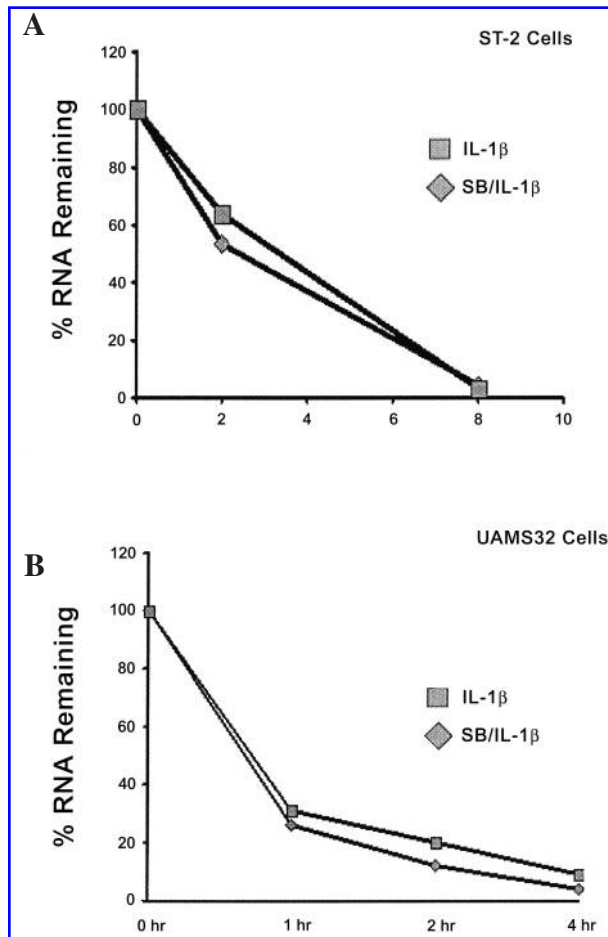 A
ST-2 Cells
% RNA Remaining
120
100
80
60
40
20
0
IL-1β
SB/IL-1β
0 2 4 6 8 10
B
UAMS32 Cells
% RNA Remaining
120
100
80
60
40
20
0
IL-1β
SB/IL-1β
0 hr 1 hr 2 hr 4 hr